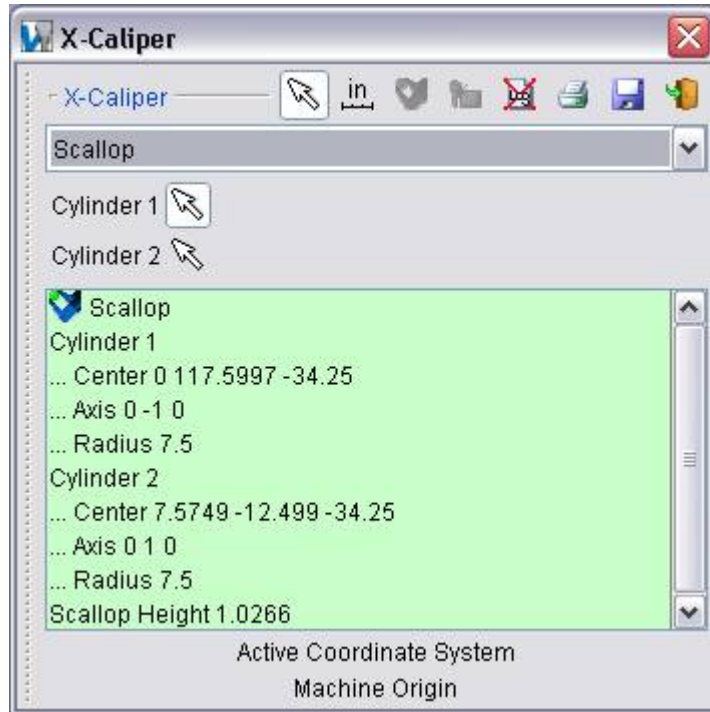 X-Caliper
X-Caliper
in
Scallop
Cylinder 1
Cylinder 2
Scallop
Cylinder 1
... Center 0 117.5997 -34.25
... Axis 0 -1 0
... Radius 7.5
Cylinder 2
... Center 7.5749 -12.499 -34.25
... Axis 0 1 0
... Radius 7.5
Scallop Height 1.0266
Active Coordinate System
Machine Origin